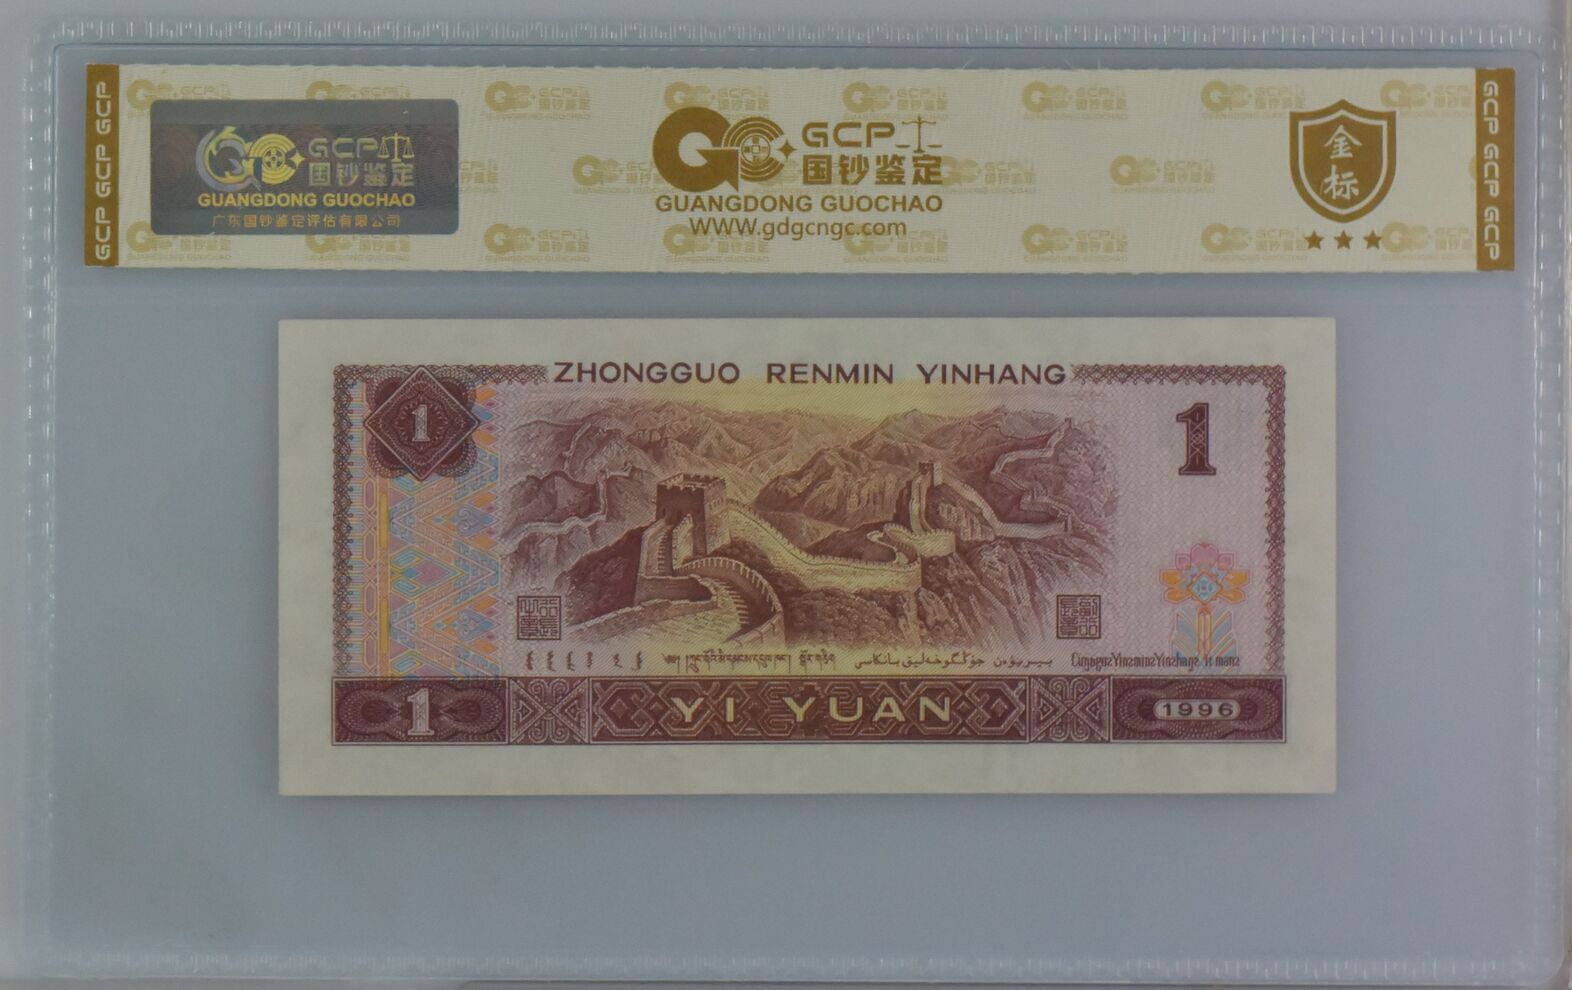 GCP GCP GCP
GCP
国钞鉴定
GUANGDONG GUOCHAO
广东国钞鉴定评估有限公司
GCP
国钞鉴定
GUANGDONG GUOCHAO
WWW.gdgcngc.com
金
标
GCP GCP GCP
ZHONGGUO RENMIN YINHANG
1
1
1
YI YUAN
1996